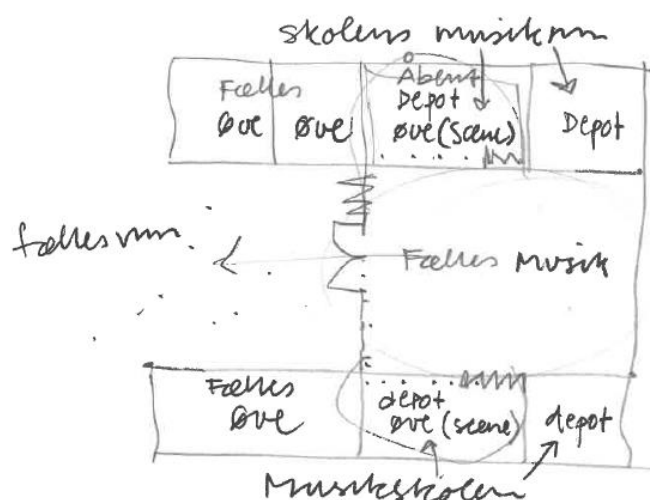 skolens musikrum
Fælles
Øve
Øve
Åbent
Depot
Øve (Scene)
Depot
fællesrum
Fælles Musik
Fælles
Øve
depot
Øve (scene)
depot
Musikskolen